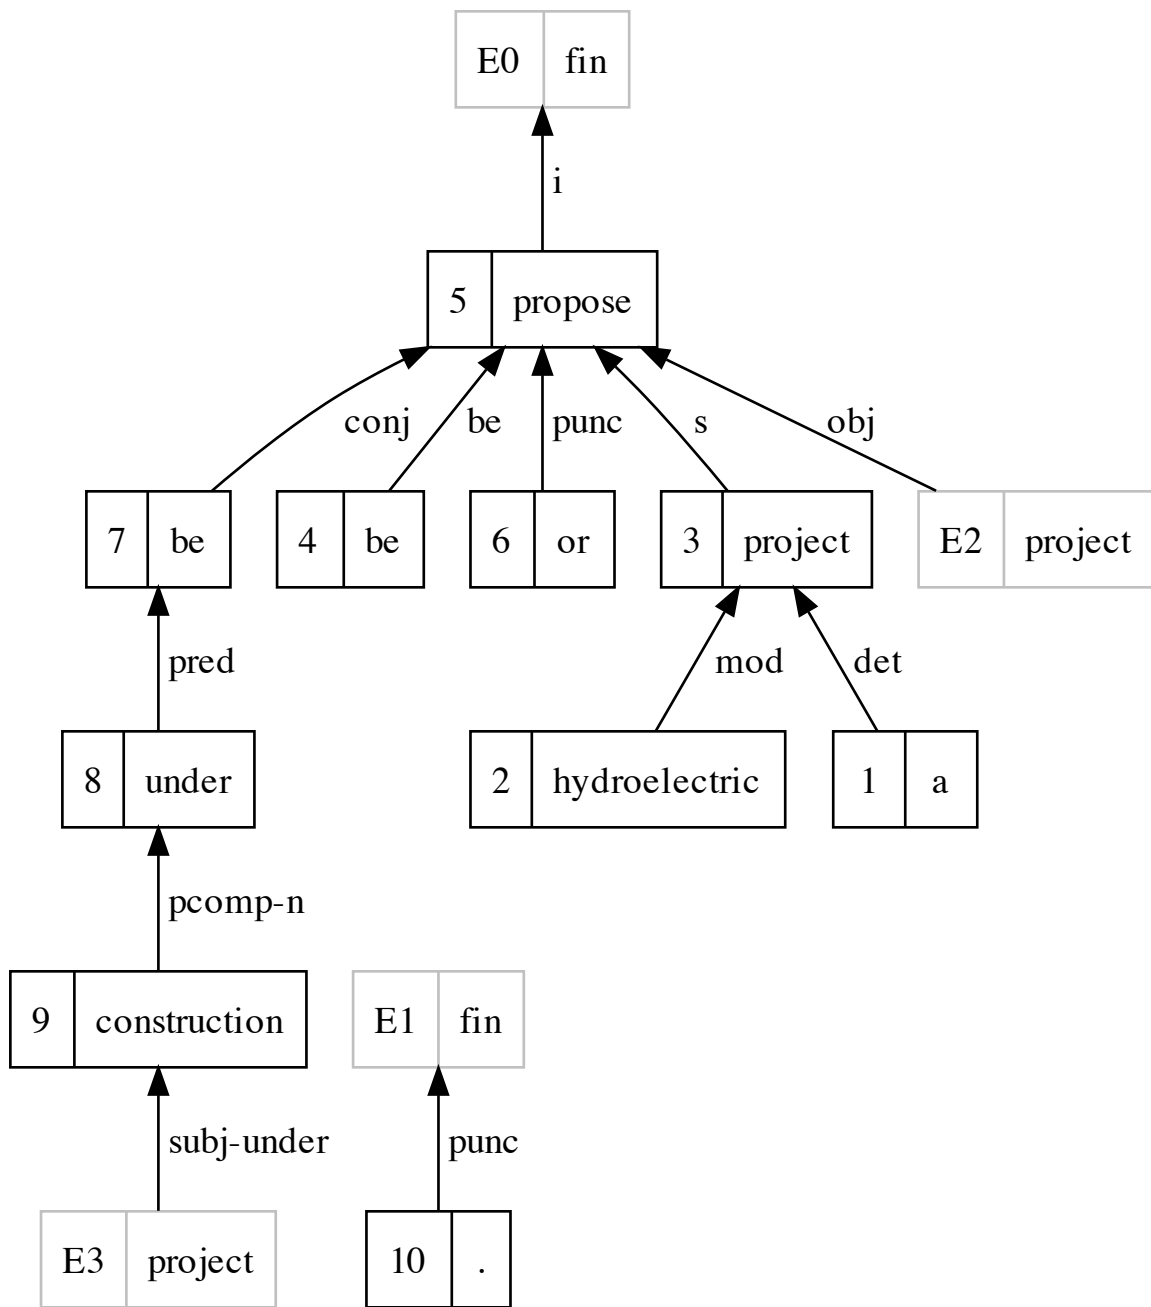 E0 fin
i
5 propose
conj be punc s obj
7 be 4 be 6 or 3 project E2 project
pred mod det
8 under 2 hydroelectric 1 a
pcomp-n
9 construction E1 fin
subj-under punc
E3 project 10 .